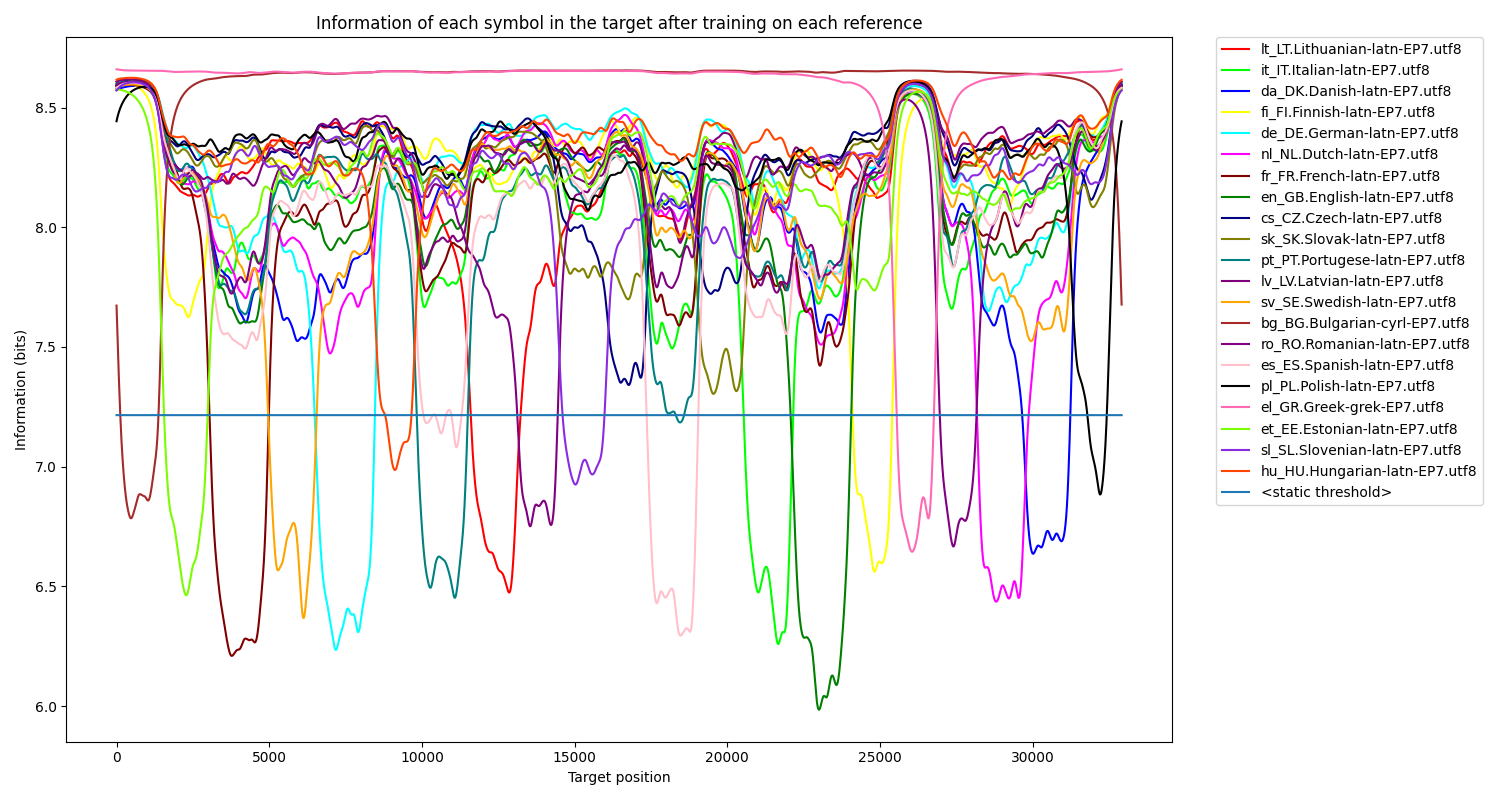 Information of each symbol in the target after training on each reference
8.5
8.0
7.5
7.0
6.5
6.0
Information (bits)
0
5000
10000
15000
20000
25000
30000
Target position
lt_LT.Lithuanian-latn-EP7.utf8
it_IT.Italian-latn-EP7.utf8
da_DK.Danish-latn-EP7.utf8
fi_FI.Finnish-latn-EP7.utf8
de_DE.German-latn-EP7.utf8
nl_NL.Dutch-latn-EP7.utf8
fr_FR.French-latn-EP7.utf8
en_GB.English-latn-EP7.utf8
cs_CZ.Czech-latn-EP7.utf8
sk_SK.Slovak-latn-EP7.utf8
pt_PT.Portugese-latn-EP7.utf8
lv_LV.Latvian-latn-EP7.utf8
sv_SE.Swedish-latn-EP7.utf8
bg_BG.Bulgarian-cyrl-EP7.utf8
ro_RO.Romanian-latn-EP7.utf8
es_ES.Spanish-latn-EP7.utf8
pl_PL.Polish-latn-EP7.utf8
el_GR.Greek-grek-EP7.utf8
et_EE.Estonian-latn-EP7.utf8
sl_SL.Slovenian-latn-EP7.utf8
hu_HU.Hungarian-latn-EP7.utf8
<static threshold>